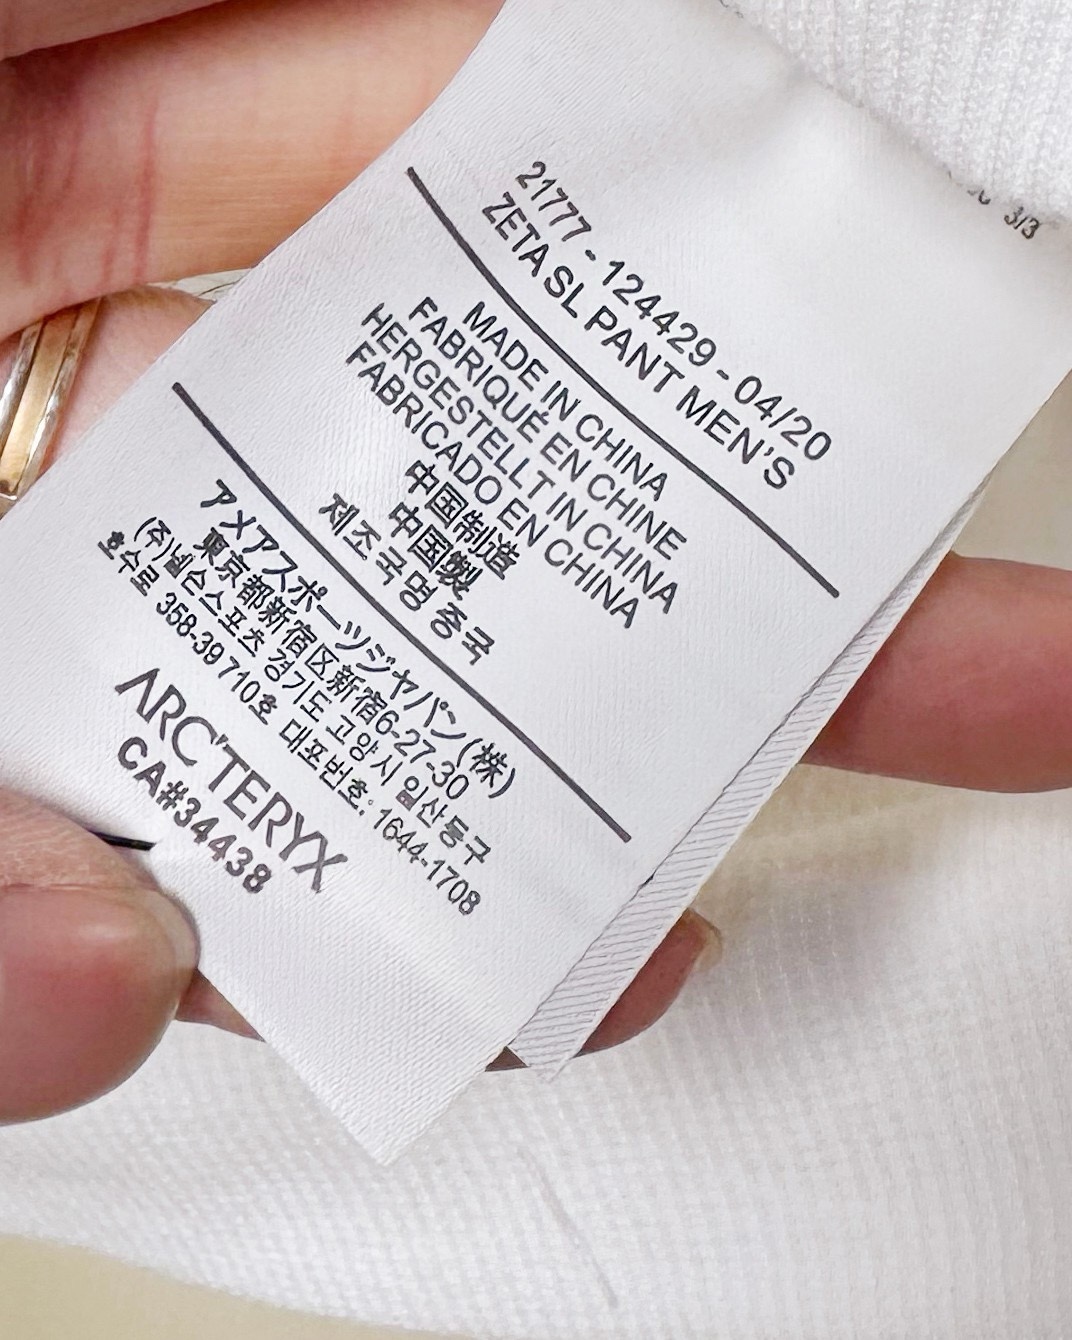 3/3
21777 - 124429 - 04/20
ZETA SL PANT MEN'S
MADE IN CHINA
FABRIQUÉ EN CHINE
HERGESTELLT IN CHINA
FABRICADO EN CHINA
中国制造
中国製
제조국명 중국
アメアスポーツジャパン(株)
東京都新宿区新宿6-27-30
(주)넬슨스포츠 경기도 고양시 일산동구
호수로 358-39 710호 대표번호: 1644-1708
ARC'TERYX
CA#34438